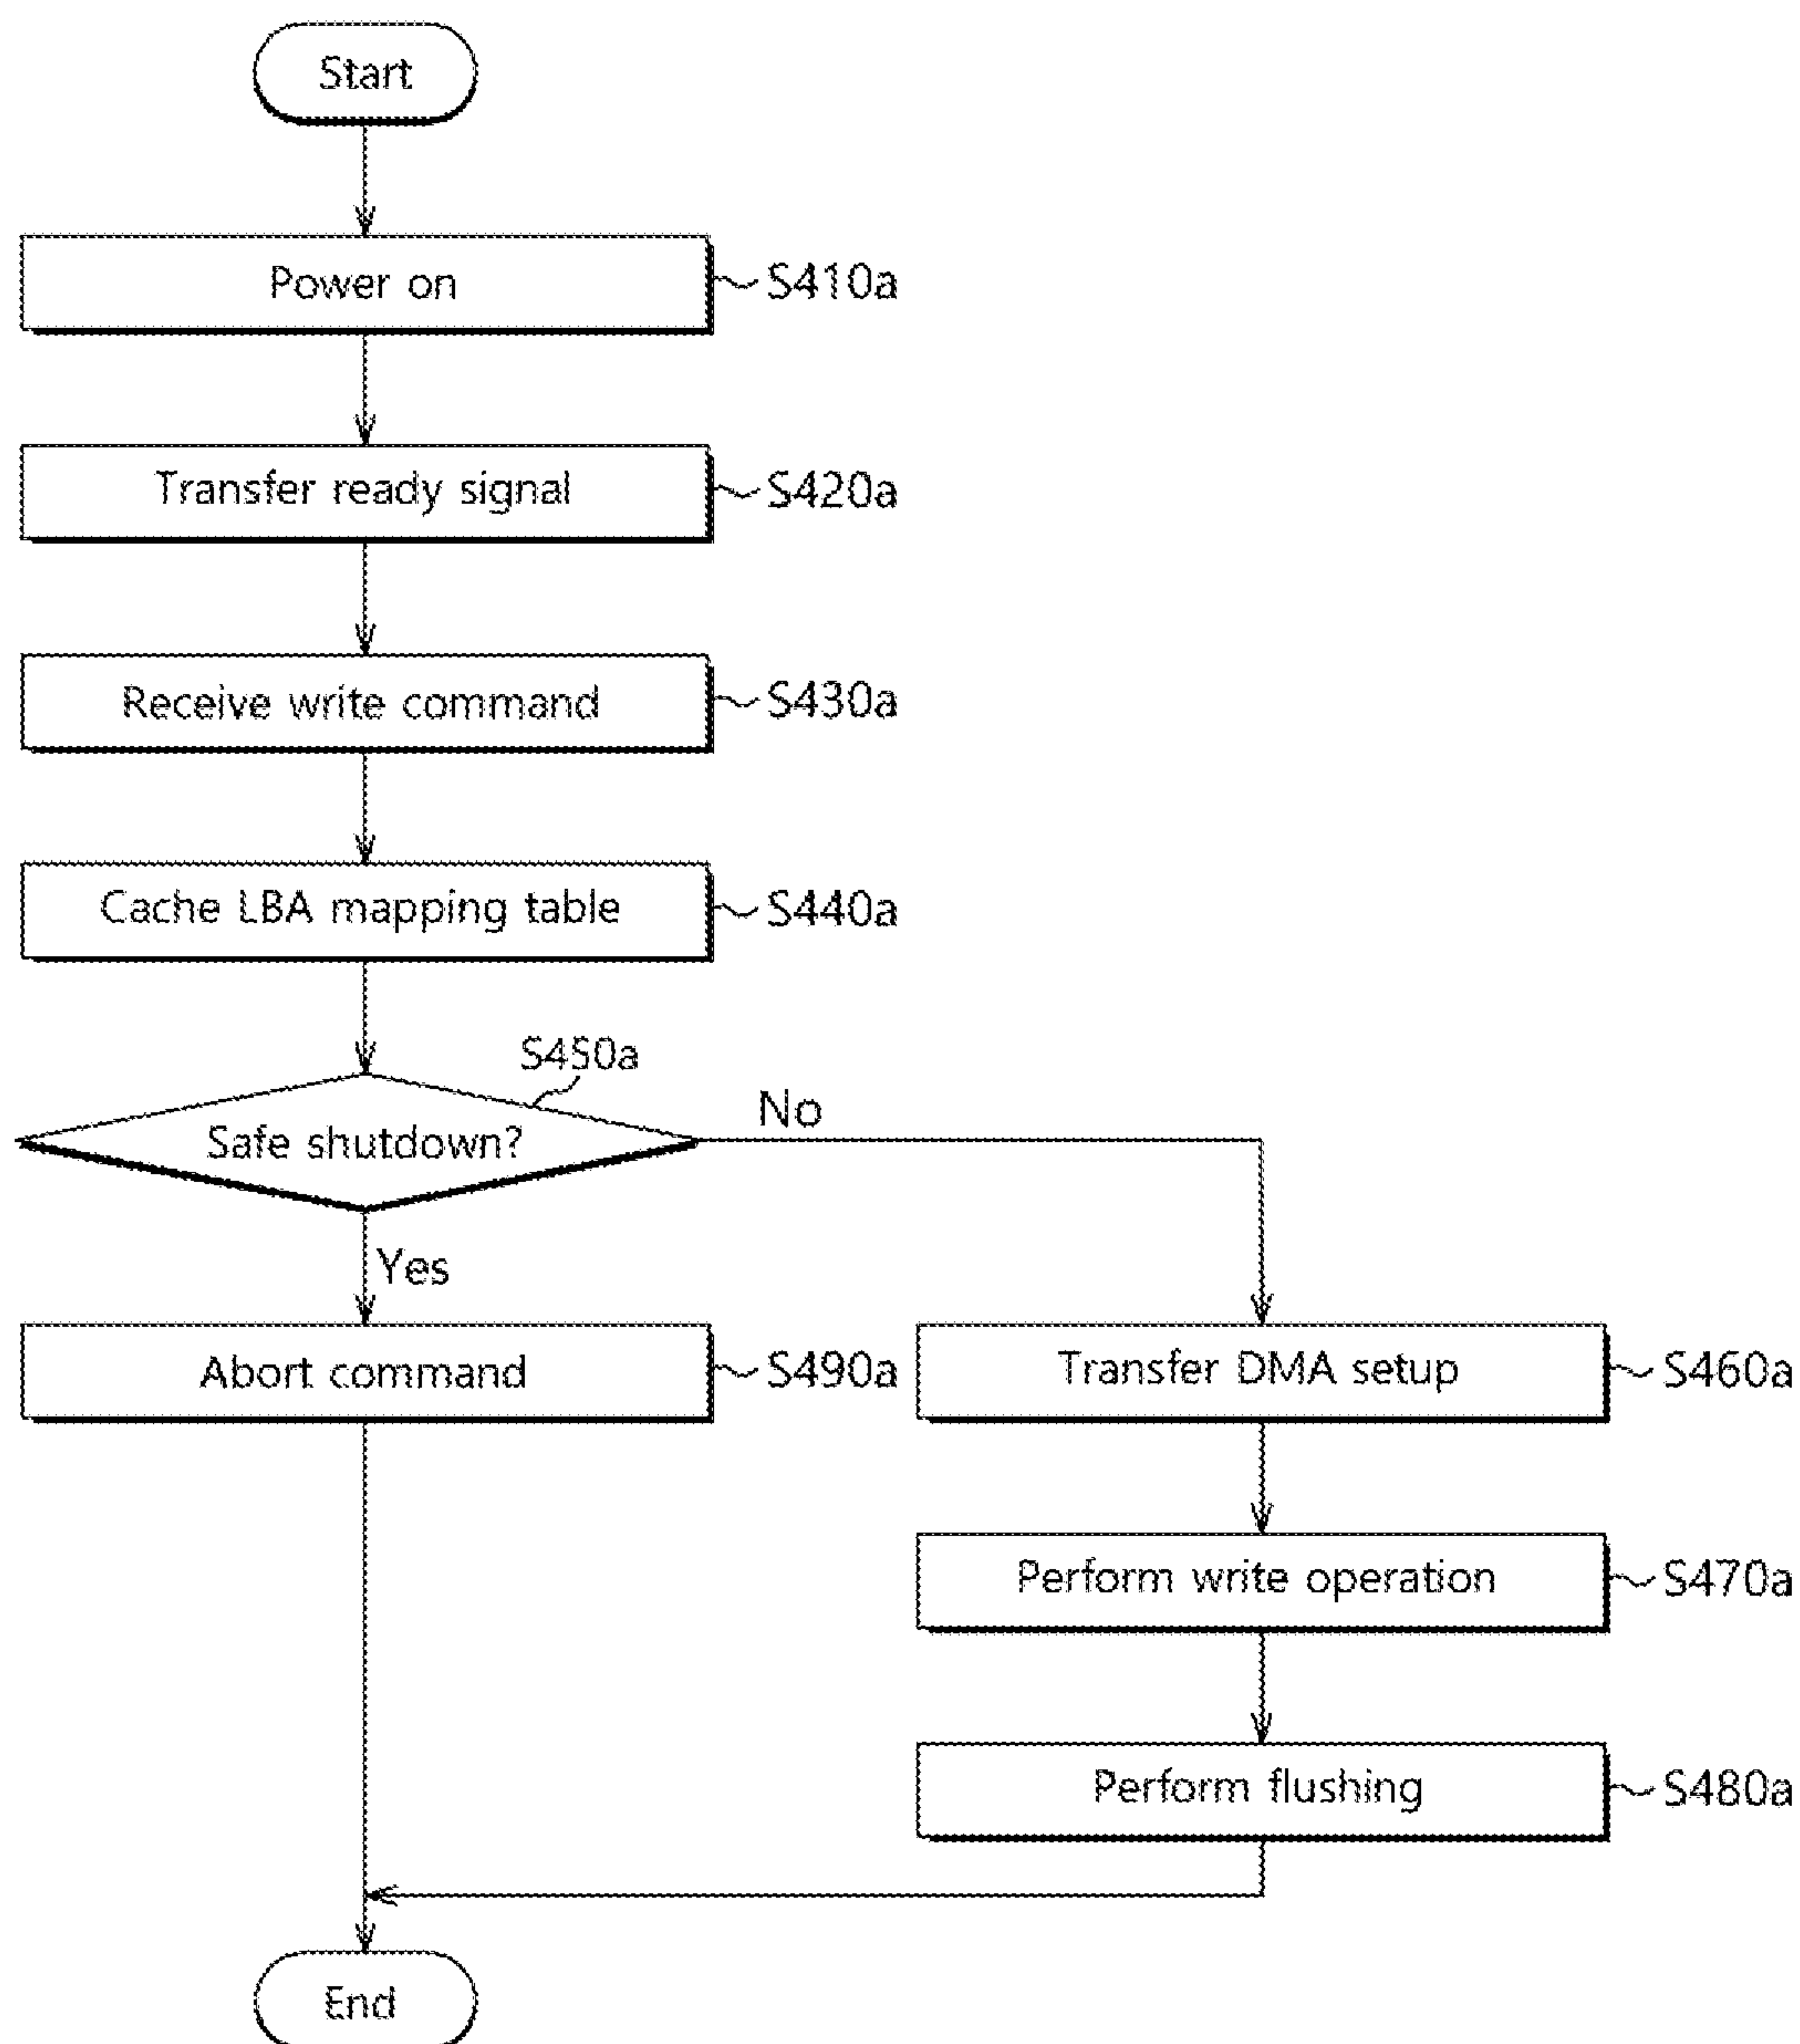 Start
Power on
S410a
Transfer ready signal
S420a
Receive write command
S430a
Cache LBA mapping table
S440a
S450a
Safe shutdown?
No
Yes
Abort command
S490a
Transfer DMA setup
S460a
Perform write operation
S470a
Perform flushing
S480a
End